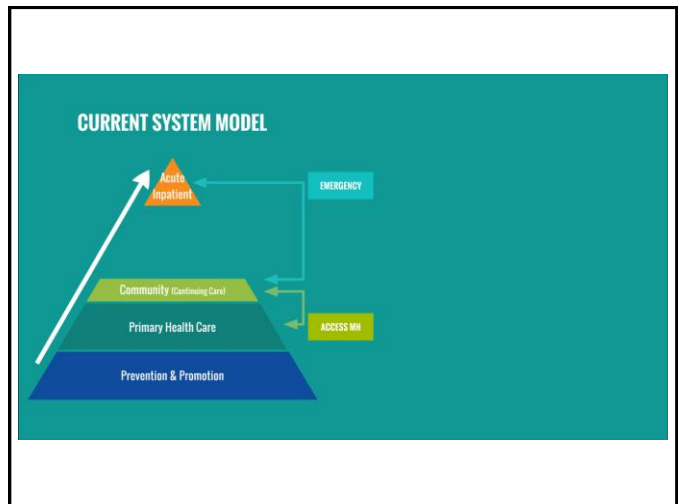 CURRENT SYSTEM MODEL
Acute
Inpatient
EMERGENCY
Community (Continuing Care)
Primary Health Care
ACCESS MH
Prevention & Promotion